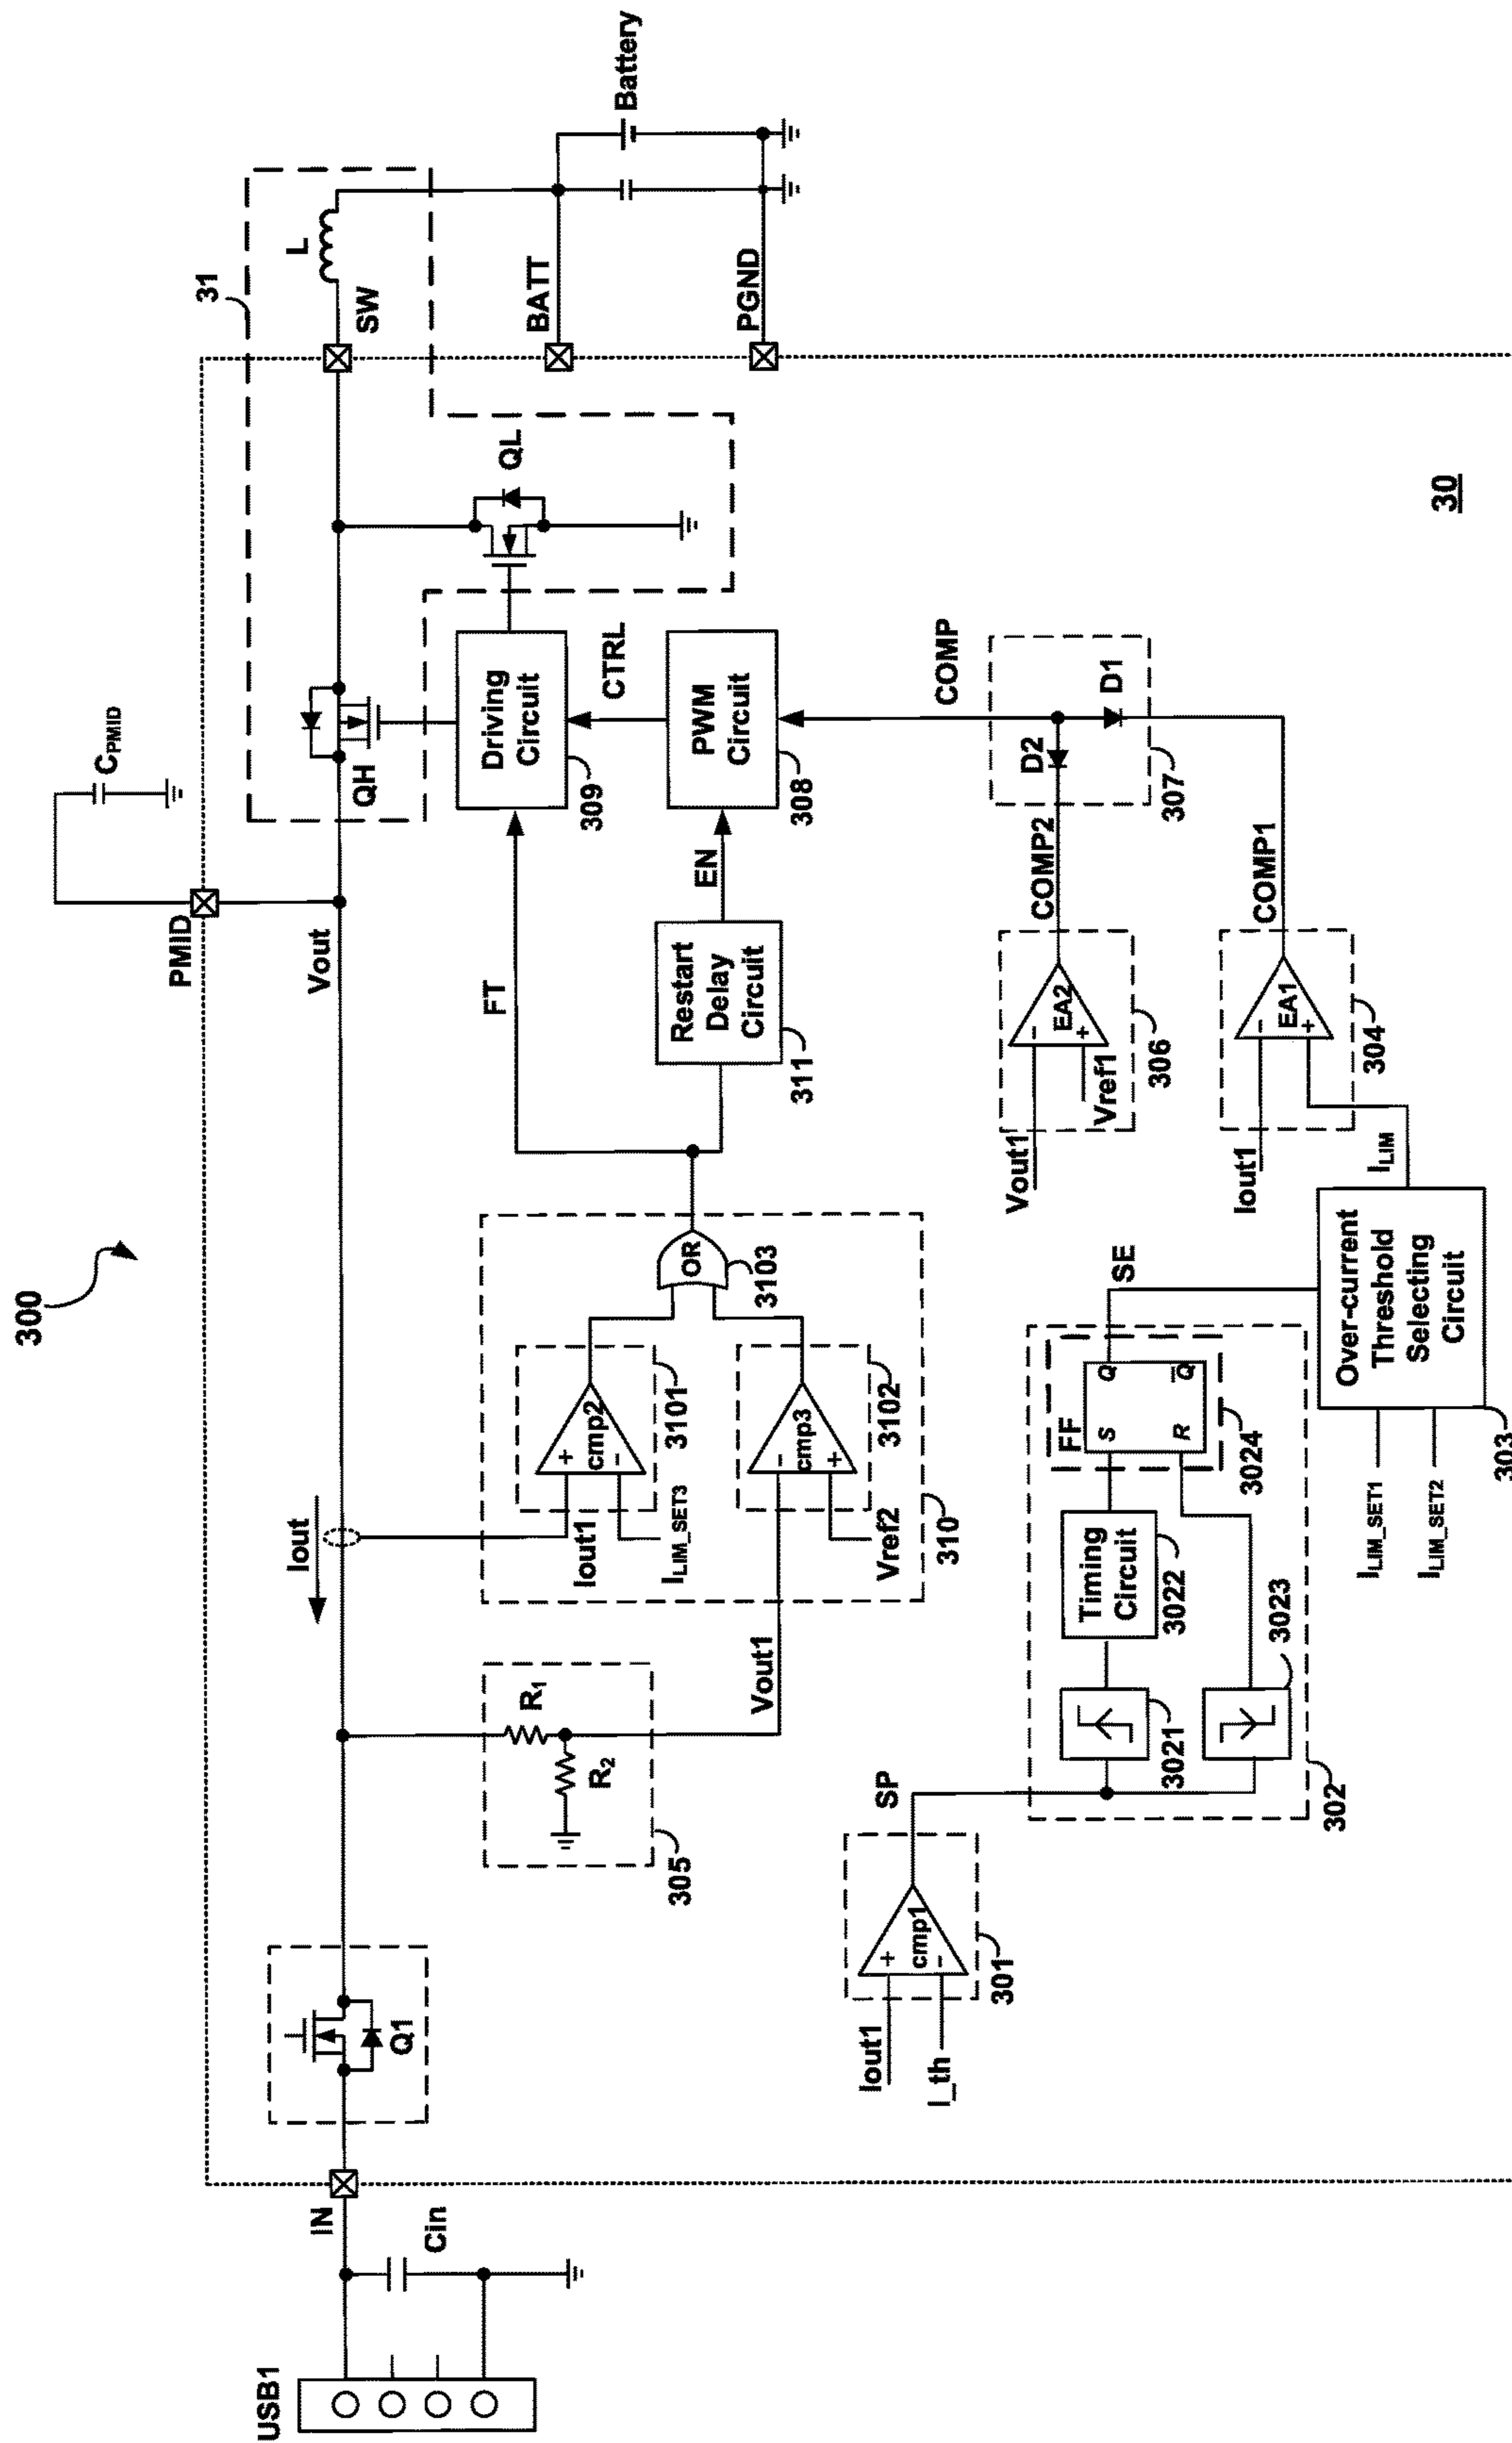 300
USB1
IN
Cin
Q1
Iout
Vout
PMID
CPMID
QH
31
L
SW
QL
BATT
PGND
Battery
305
R1
R2
Vout1
Iout1
ILIM_SET3
Vref2
cmp2
+
-
3101
cmp3
-
+
3102
310
OR
3103
FT
Restart
Delay
Circuit
311
EN
Driving
Circuit
309
CTRL
PWM
Circuit
308
COMP
D2
D1
307
COMP2
COMP1
EA2
-
+
306
Vout1
Vref1
EA1
-
+
304
Iout1
ILIM
SP
Iout1
I_th
cmp1
+
-
301
302
3021
3023
Timing
Circuit
3022
FF
S
R
Q
Q̅
3024
SE
Over-current
Threshold
Selecting
Circuit
303
ILIM_SET1
ILIM_SET2
30